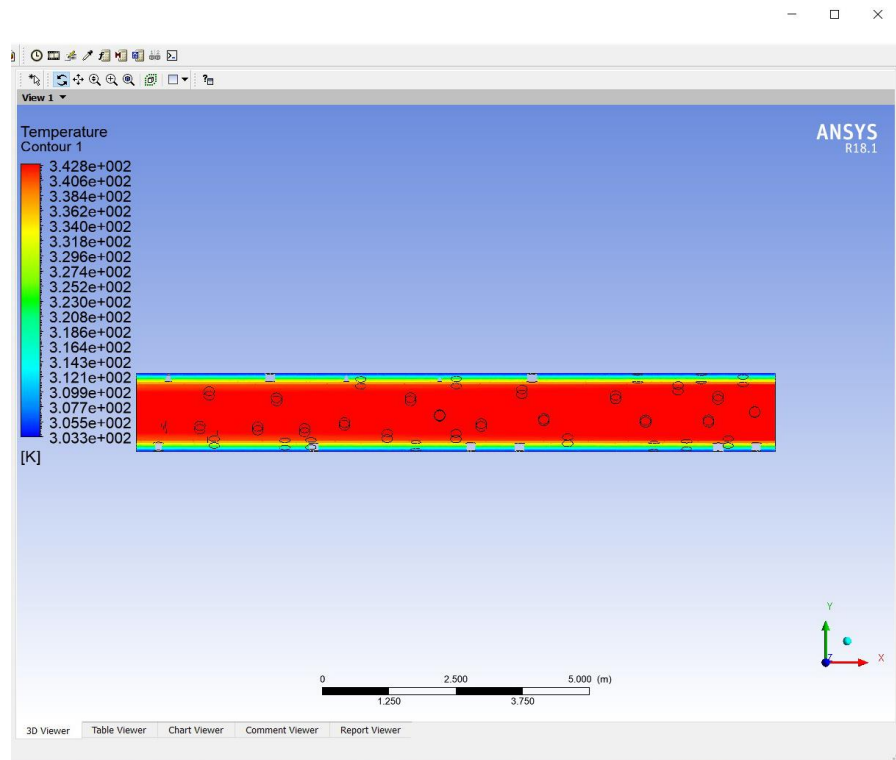 View 1
Temperature
Contour 1
ANSYS
R18.1
3.428e+002
3.406e+002
3.384e+002
3.362e+002
3.340e+002
3.318e+002
3.296e+002
3.274e+002
3.252e+002
3.230e+002
3.208e+002
3.186e+002
3.164e+002
3.143e+002
3.121e+002
3.099e+002
3.077e+002
3.055e+002
3.033e+002
[K]
Y
Z
X
0 2.500 5.000 (m)
1.250 3.750
3D Viewer Table Viewer Chart Viewer Comment Viewer Report Viewer